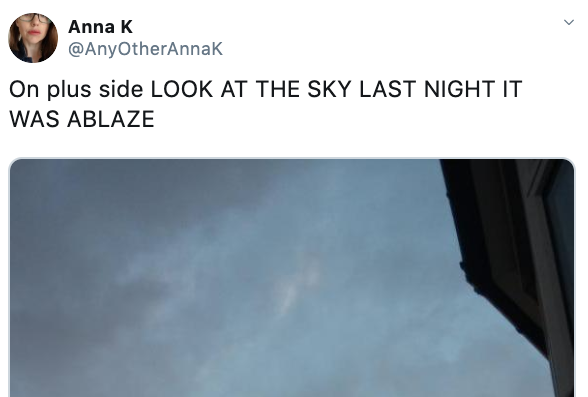 Anna K
@AnyOtherAnnaK
On plus side LOOK AT THE SKY LAST NIGHT IT
WAS ABLAZE